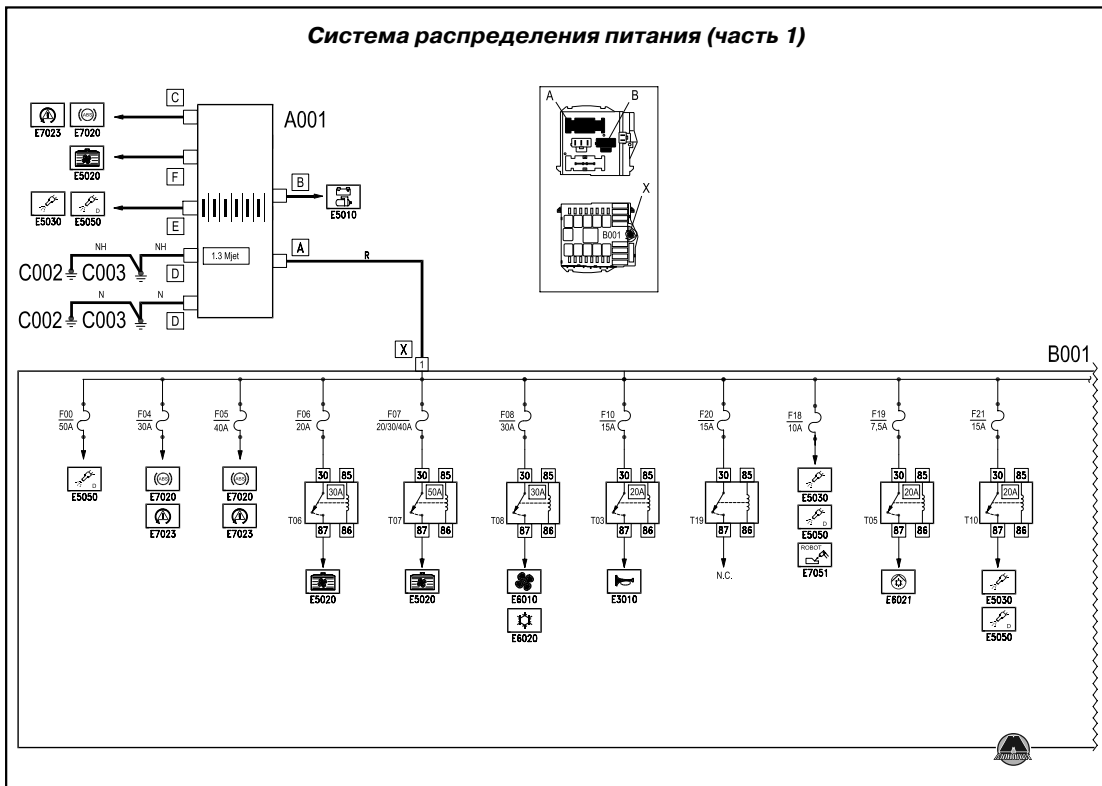 Система распределения питания (часть 1)
C
E7023 E7020
A001
E5020
F
B
E5010
E5030 E5050
E
A
NH NH
1.3 Mjet
R
C002 C003
D
N N
C002 C003
D
A B
X
B001
X
1
B001
F00 50A
F04 30A
F05 40A
F06 20A
F07 20/30/40A
F08 30A
F10 15A
F20 15A
F18 10A
F19 7,5A
F21 15A
30 85 30 85 30 85 30 85 30 85 30 85 30 85
30A 50A 30A 20A 20A 20A
T06 T07 T08 T03 T19 T05 T10
87 86 87 86 87 86 87 86 87 86 87 86 87 86
D
E5050
ABS
E7020
E7023
ABS
E7020
E7023
E5020
E5020
E6010
E6020
E3010
N.C.
E5030
D
E5050
ROBOT
E7051
E6021
E5030
D
E5050